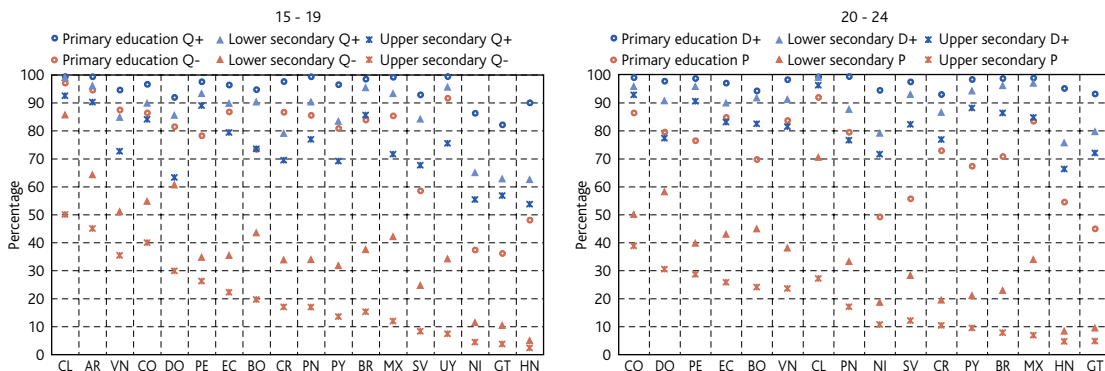 15 - 19
Primary education Q+ Lower secondary Q+ Upper secondary Q+
Primary education Q- Lower secondary Q- Upper secondary Q-
Percentage
100
90
80
70
60
50
40
30
20
10
0
CL AR VN CO DO PE EC BO CR PN PY BR MX SV UY NI GT HN
20 - 24
Primary education D+ Lower secondary D+ Upper secondary D+
Primary education P Lower secondary P Upper secondary P
Percentage
100
90
80
70
60
50
40
30
20
10
0
CO DO PE EC BO VN CL PN NI SV CR PY BR MX HN GT